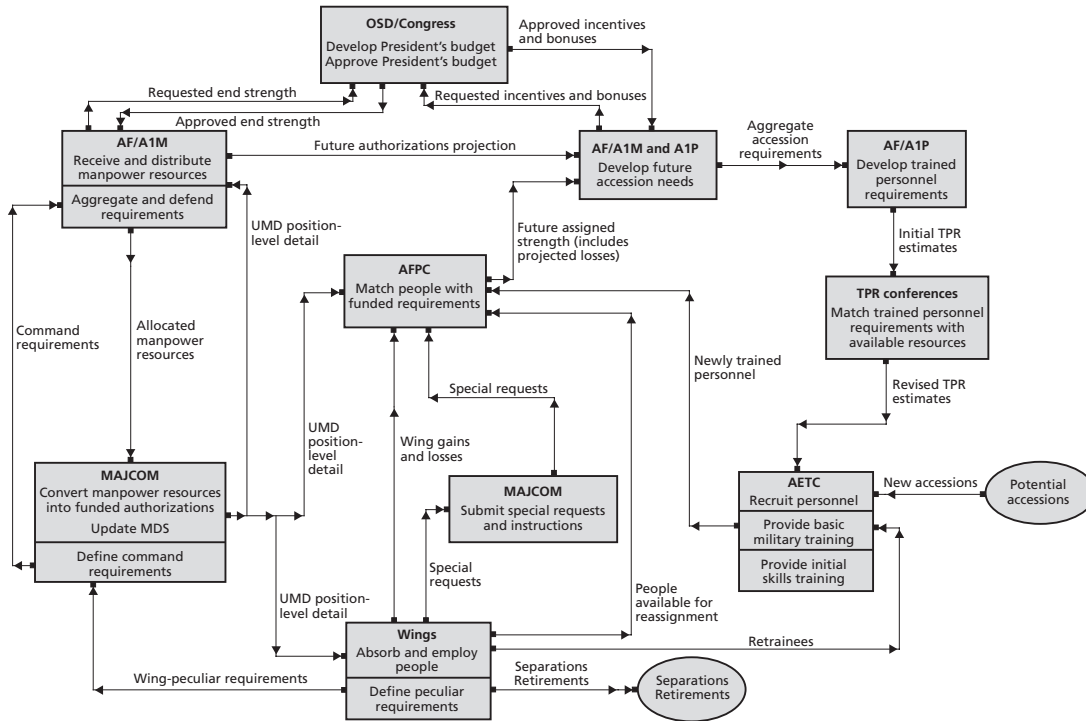 OSD/Congress
Develop President's budget
Approve President's budget
Approved incentives
and bonuses
Requested end strength
Approved end strength
Requested incentives and bonuses
AF/A1M
Receive and distribute
manpower resources
Aggregate and defend
requirements
Future authorizations projection
AF/A1M and A1P
Develop future
accession needs
Aggregate
accession
requirements
AF/A1P
Develop trained
personnel
requirements
UMD position-
level detail
Future assigned
strength (includes
projected losses)
Initial TPR
estimates
AFPC
Match people with
funded requirements
TPR conferences
Match trained personnel
requirements with
available resources
Command
requirements
Allocated
manpower
resources
Newly trained
personnel
Revised TPR
estimates
Special requests
UMD
position-
level
detail
Wing gains
and losses
MAJCOM
Convert manpower resources
into funded authorizations
Update MDS
Define command
requirements
MAJCOM
Submit special requests
and instructions
AETC
Recruit personnel
Provide basic
military training
Provide initial
skills training
New accessions
Potential
accessions
Special
requests
UMD position-
level detail
People
available for
reassignment
Wings
Absorb and employ
people
Define peculiar
requirements
Retrainees
Wing-peculiar requirements
Separations
Retirements
Separations
Retirements